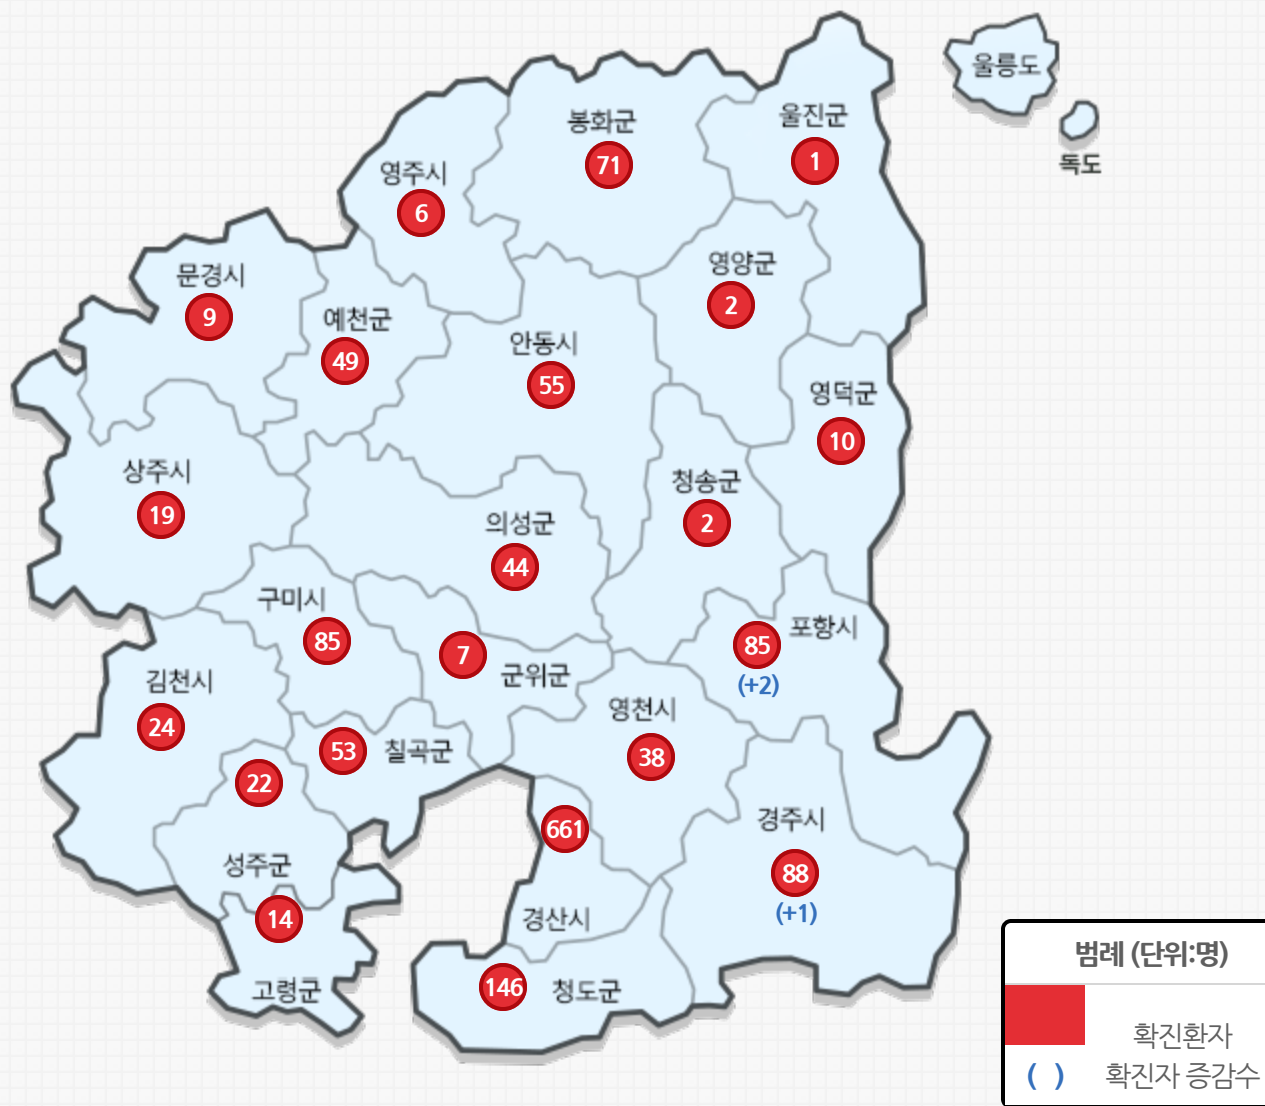 울릉도
독도
봉화군
71
울진군
1
영주시
6
영양군
2
문경시
9
예천군
49
안동시
55
영덕군
10
상주시
19
청송군
2
의성군
44
구미시
85
7
군위군
포항시
85
(+2)
김천시
24
영천시
38
53
칠곡군
22
성주군
661
경산시
경주시
88
(+1)
14
고령군
146
청도군
범례 (단위:명)
확진환자
( ) 확진자 증감수